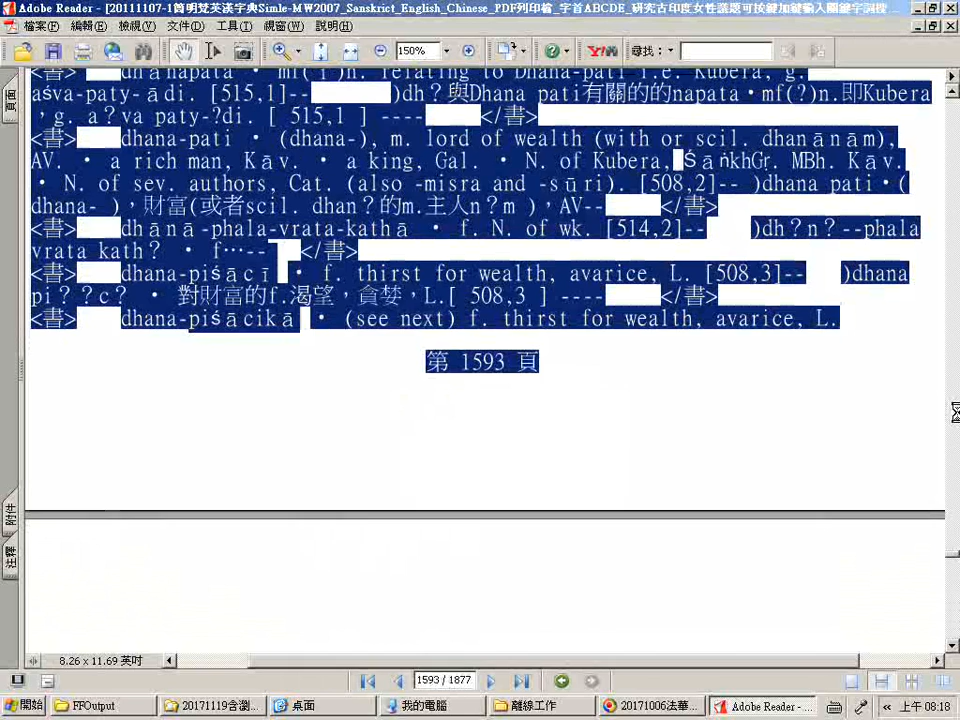 Adobe Reader - [20111107-1簡明梵英漢字典Simle-MW2007_Sanskrict_English_Chinese_PDF列印檔_字首ABCDE_研究古印度女性議題可按鍵加鍵輸入關鍵字詞搜
檔案(F) 編輯(E) 檢視(V) 文件(D) 工具(T) 視窗(W) 說明(H)
150% Y! 尋找：
頁面
<書> dhānapata ‧ mf( ī )n. relating to Dhana-pati i.e. Kubera, g.
aśva-paty-ādi. [515,1]-- )dh？與Dhana pati有關的的napata‧mf(?)n.即Kubera
，g. a？va paty-?di. [ 515,1 ] ---- </書>
<書> dhana-pati ‧ (dhana-), m. lord of wealth (with or scil. dhanānām),
AV. ‧ a rich man, Kāv. ‧ a king, Gal. ‧ N. of Kubera, ŚāṅkhGṛ. MBh. Kāv.
‧ N. of sev. authors, Cat. (also -misra and -sūri). [508,2]-- )dhana pati‧(
dhana- )，財富(或者scil. dhan？的m.主人n？m )，AV-- </書>
<書> dhānā-phala-vrata-kathā ‧ f. N. of wk. [514,2]-- )dh？n？--phala
vrata kath？ ‧ f…-- </書>
<書> dhana-piśācī ‧ f. thirst for wealth, avarice, L. [508,3]-- )dhana
pi？？c？ ‧ 對財富的f.渴望，貪婪，L.[ 508,3 ] ---- </書>
<書> dhana-piśācikā ‧ (see next) f. thirst for wealth, avarice, L.
第 1593 頁
附件
注釋
8.26 x 11.69 英吋
1593 / 1877
開始 FFOutput 20171119含瀏... 桌面 我的電腦 離線工作 20171006法華... Adobe Reader - [... « 上午 08:18